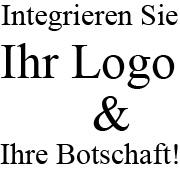 Integrieren Sie
Ihr Logo
&
Ihre Botschaft!